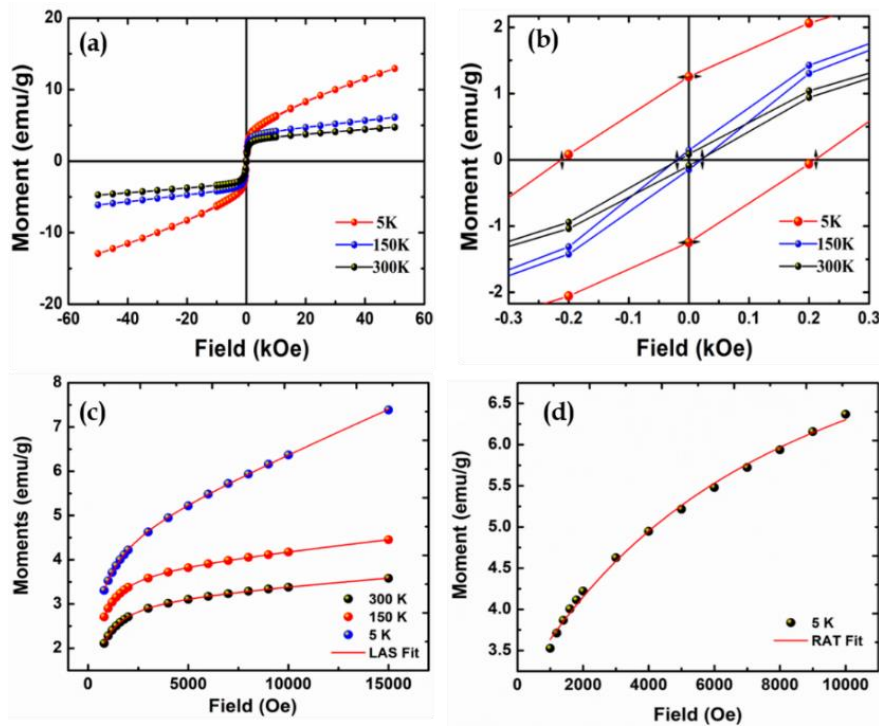 (a)
Moment (emu/g)
20
10
0
-10
-20
5K
150K
300K
-60 -40 -20 0 20 40 60
Field (kOe)
(b)
Moment (emu/g)
2
1
0
-1
-2
5K
150K
300K
-0.3 -0.2 -0.1 0.0 0.1 0.2 0.3
Field (kOe)
(c)
Moments (emu/g)
8
7
6
5
4
3
2
300 K
150 K
5 K
LAS Fit
0 5000 10000 15000
Field (Oe)
(d)
Moment (emu/g)
6.5
6.0
5.5
5.0
4.5
4.0
3.5
5 K
RAT Fit
0 2000 4000 6000 8000 10000
Field (Oe)